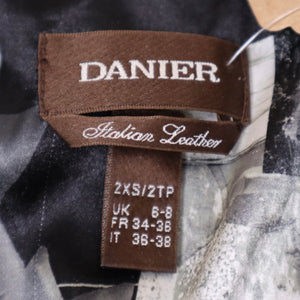 DANIER
Italian Leather
2XS/2TP
UK 6-8
FR 34-36
IT 36-38